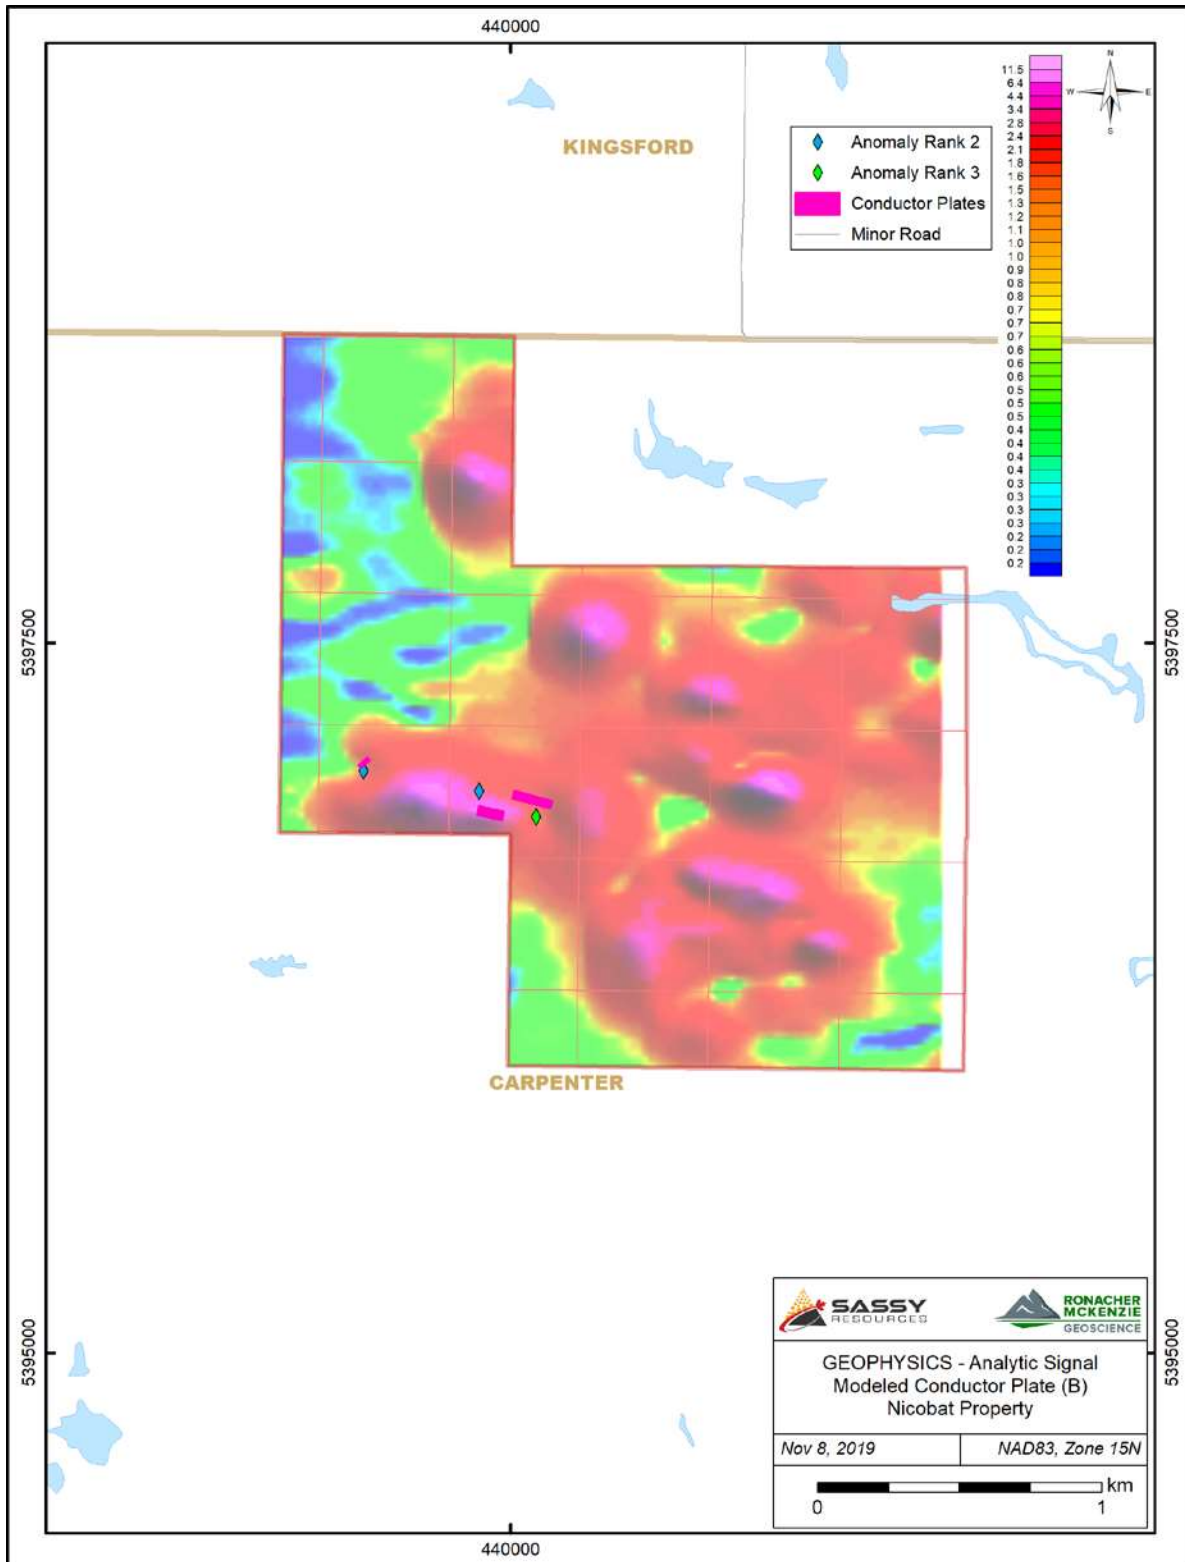 440000
KINGSFORD
Anomaly Rank 2
Anomaly Rank 3
Conductor Plates
Minor Road
11.5
6.4
4.4
3.4
2.8
2.4
2.1
1.8
1.6
1.5
1.3
1.2
1.1
1.0
1.0
0.9
0.8
0.8
0.7
0.7
0.7
0.6
0.6
0.6
0.5
0.5
0.5
0.4
0.4
0.4
0.4
0.3
0.3
0.3
0.3
0.2
0.2
0.2
N
W E
S
5397500
5397500
CARPENTER
5395000
5395000
SASSY
RESOURCES
RONACHER
MCKENZIE
GEOSCIENCE
GEOPHYSICS - Analytic Signal
Modeled Conductor Plate (B)
Nicobat Property
Nov 8, 2019 NAD83, Zone 15N
km
0 1
440000